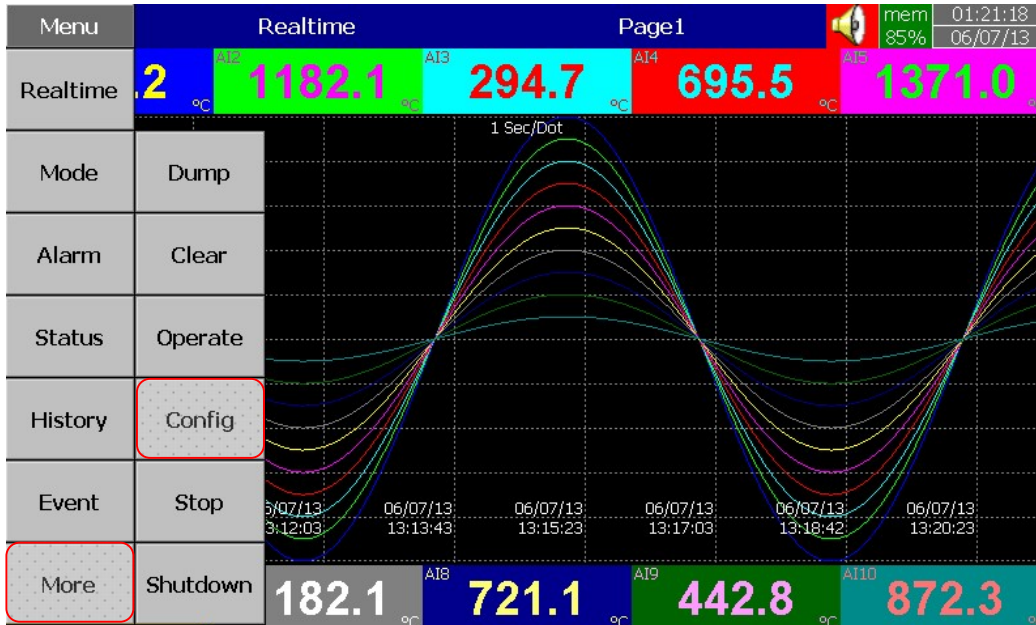 Menu
Realtime
Page1
mem
85%
01:21:18
06/07/13
Realtime
.2 °C
AI2 1182.1 °C
AI3 294.7 °C
AI4 695.5 °C
AI5 1371.0
1 Sec/Dot
Mode
Dump
Alarm
Clear
Status
Operate
History
Config
Event
Stop
06/07/13
06/07/13
06/07/13
06/07/13
06/07/13
3:12:03
13:13:43
13:15:23
13:17:03
13:18:42
13:20:23
More
Shutdown
182.1 °C
AI8 721.1 °C
AI9 442.8 °C
AI10 872.3